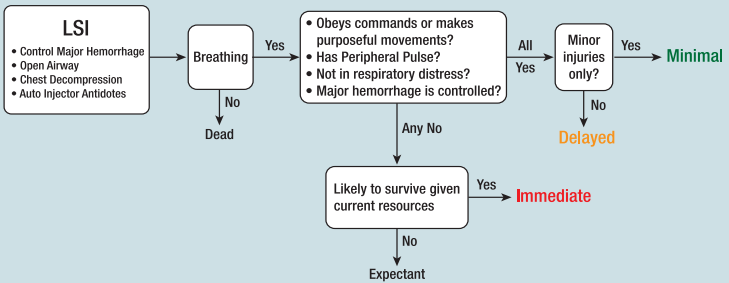 LSI
• Control Major Hemorrhage
• Open Airway
• Chest Decompression
• Auto Injector Antidotes
Breathing
Yes
No
Dead
• Obeys commands or makes
purposeful movements?
• Has Peripheral Pulse?
• Not in respiratory distress?
• Major hemorrhage is controlled?
All
Yes
Minor
injuries
only?
Yes
Minimal
No
Delayed
Any No
Likely to survive given
current resources
Yes
Immediate
No
Expectant